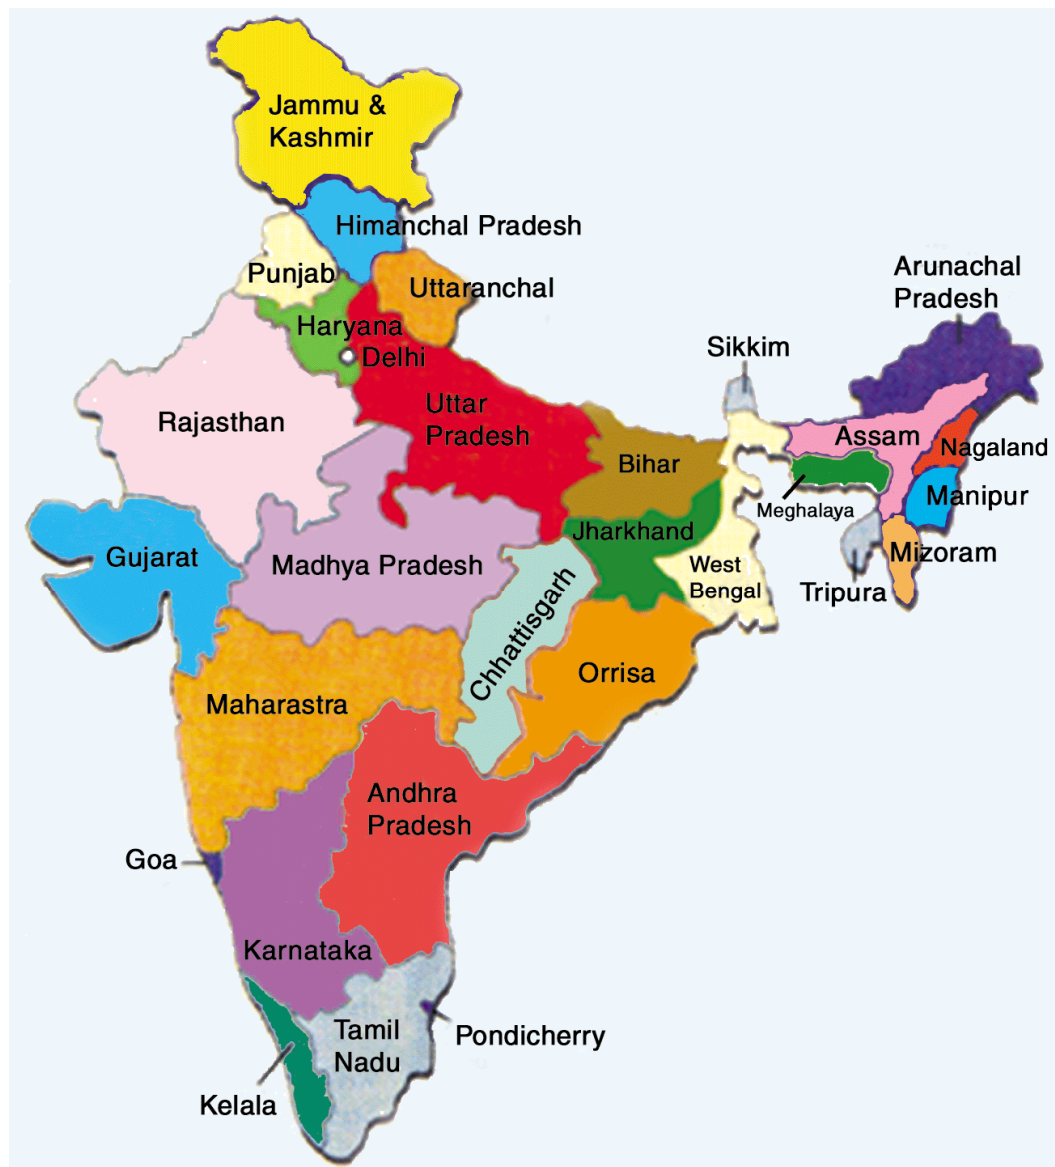 Jammu &
Kashmir
Himanchal Pradesh
Punjab
Uttaranchal
Arunachal
Pradesh
Haryana
Delhi
Sikkim
Rajasthan
Uttar
Pradesh
Assam
Nagaland
Bihar
Manipur
Meghalaya
Jharkhand
Gujarat
Madhya Pradesh
Mizoram
West
Bengal
Tripura
Chhattisgarh
Orrisa
Maharastra
Andhra
Pradesh
Goa
Karnataka
Tamil
Nadu
Pondicherry
Kelala